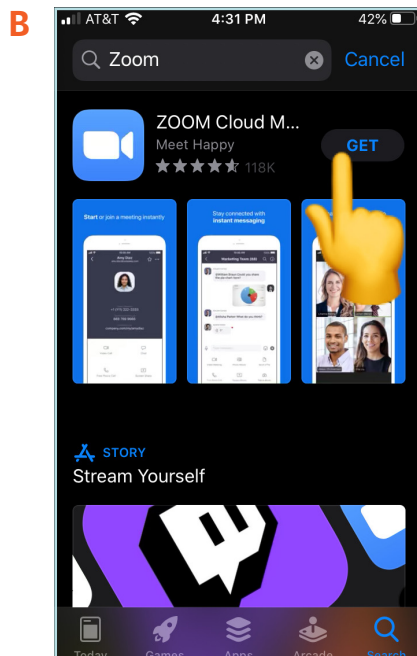 B
AT&T 4:31 PM 42%
Zoom Cancel
ZOOM Cloud M...
Meet Happy
GET
118K
Start or join a meeting instantly
Stay connected with
instant messaging
STORY
Stream Yourself
Today Games Apps Arcade Search